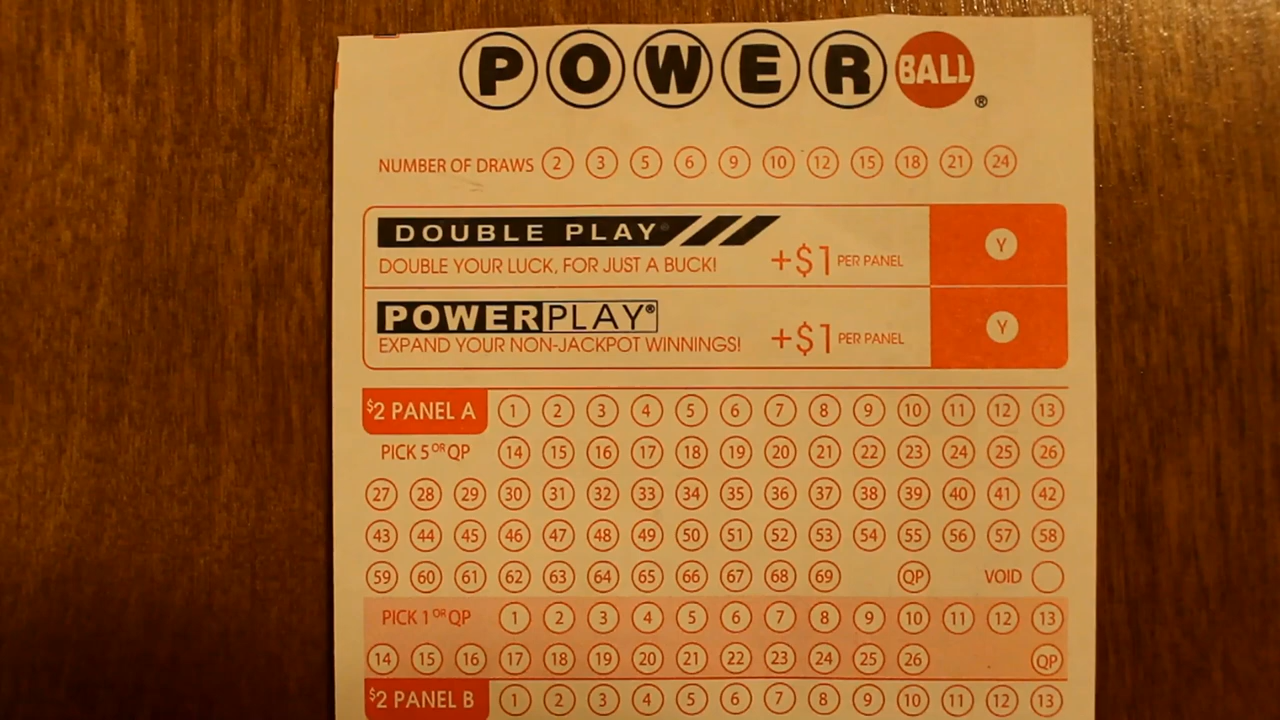 POWER BALL ®
NUMBER OF DRAWS 2 3 5 6 9 10 12 15 18 21 24
DOUBLE PLAY®
DOUBLE YOUR LUCK, FOR JUST A BUCK! +$1 PER PANEL Y
POWERPLAY®
EXPAND YOUR NON-JACKPOT WINNINGS! +$1 PER PANEL Y
$2 PANEL A 1 2 3 4 5 6 7 8 9 10 11 12 13
PICK 5 OR QP 14 15 16 17 18 19 20 21 22 23 24 25 26
27 28 29 30 31 32 33 34 35 36 37 38 39 40 41 42
43 44 45 46 47 48 49 50 51 52 53 54 55 56 57 58
59 60 61 62 63 64 65 66 67 68 69 QP VOID
PICK 1 OR QP 1 2 3 4 5 6 7 8 9 10 11 12 13
14 15 16 17 18 19 20 21 22 23 24 25 26 QP
$2 PANEL B 1 2 3 4 5 6 7 8 9 10 11 12 13